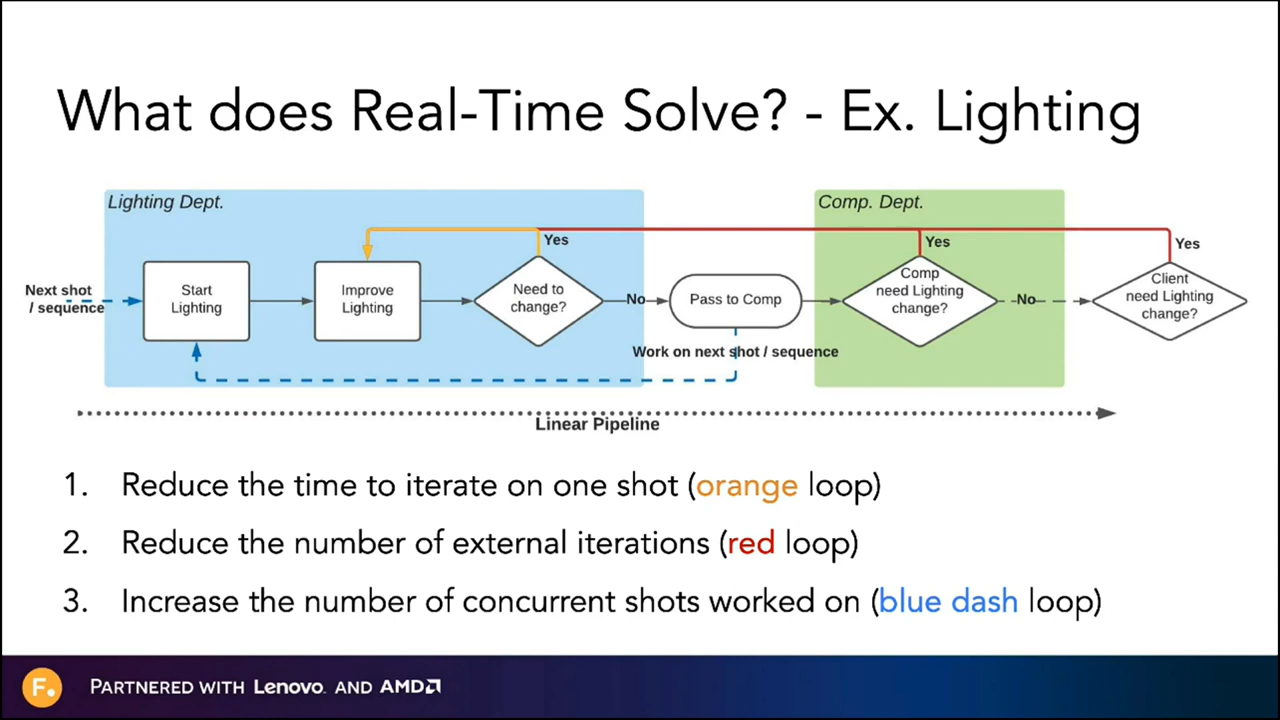 What does Real-Time Solve? - Ex. Lighting
Lighting Dept.
Comp. Dept.
Yes
Yes
Yes
Next shot
/ sequence
Start
Lighting
Improve
Lighting
Need to
change?
No
Pass to Comp
Comp
need Lighting
change?
No
Client
need Lighting
change?
Work on next shot / sequence
Linear Pipeline
1. Reduce the time to iterate on one shot (orange loop)
2. Reduce the number of external iterations (red loop)
3. Increase the number of concurrent shots worked on (blue dash loop)
F.
PARTNERED WITH Lenovo. AND AMD